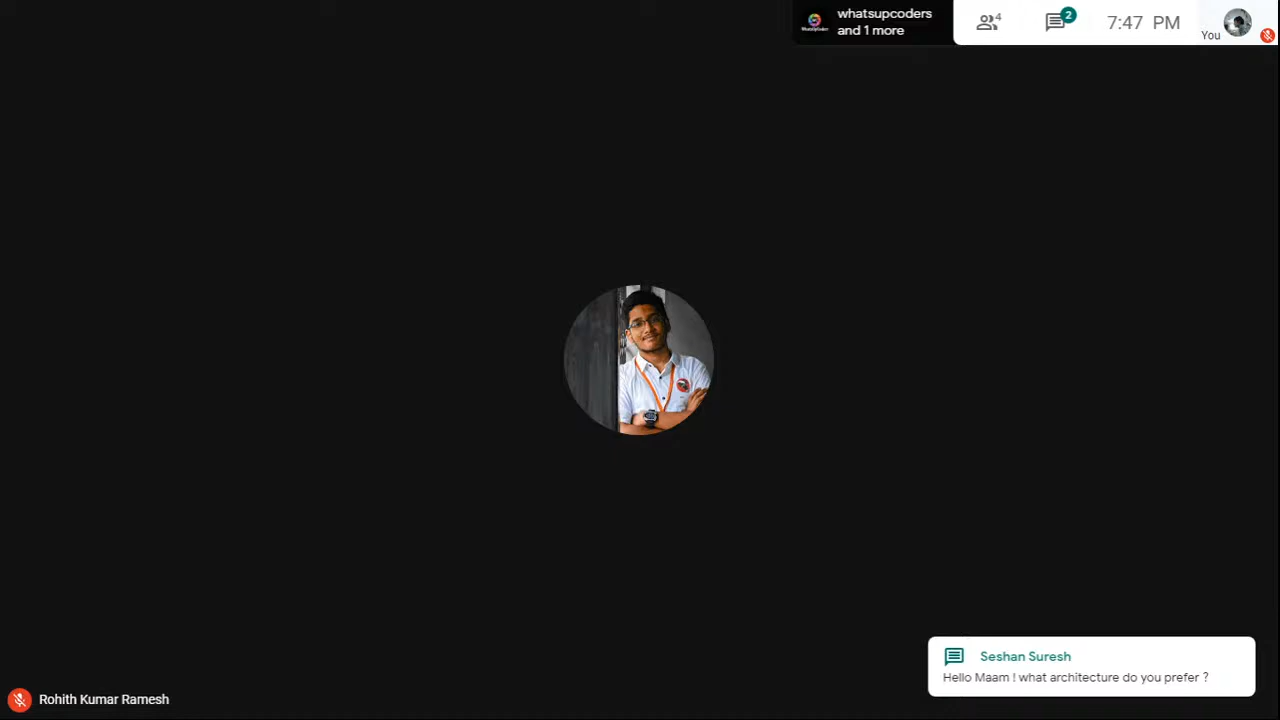 whatsupcoders
and 1 more
4
2
7:47 PM
You
Seshan Suresh
Hello Maam ! what architecture do you prefer ?
Rohith Kumar Ramesh